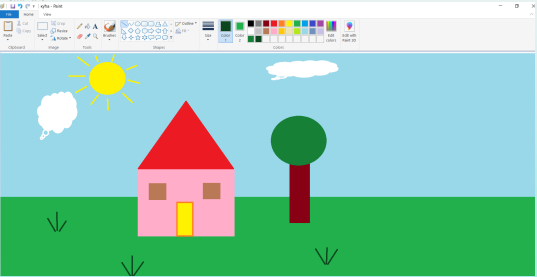 xyha - Paint
File Home View
Paste
Cut
Copy
Clipboard
Select
Crop
Resize
Rotate
Image
Tools
Brushes
Shapes
Outline
Fill
Size
Color
1
Color
2
Edit
colors
Colors
Edit with
Paint 3D